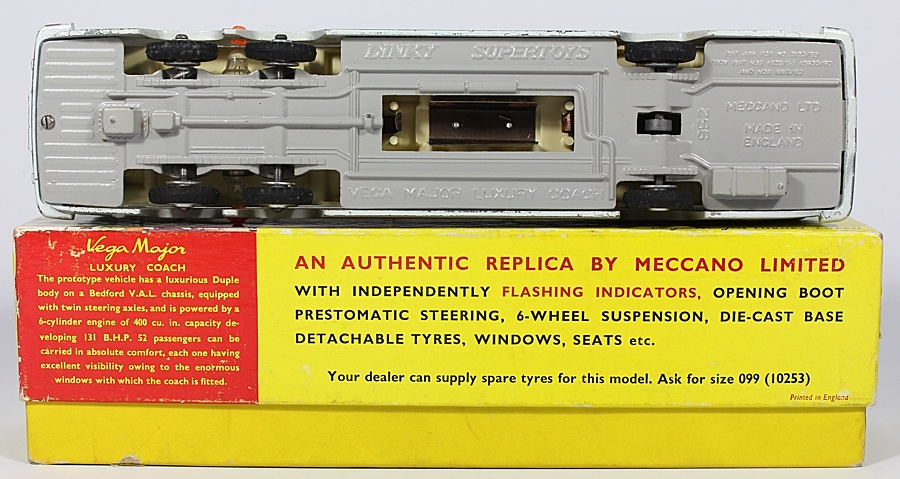 DINKY SUPERTOYS
952
MECCANO LTD
MADE IN
ENGLAND
VEGA MAJOR LUXURY COACH
Vega Major
LUXURY COACH
The prototype vehicle has a luxurious Duple
body on a Bedford V.A.L. chassis, equipped
with twin steering axles, and is powered by a
6-cylinder engine of 400 cu. in. capacity de-
veloping 131 B.H.P. 52 passengers can be
carried in absolute comfort, each one having
excellent visibility owing to the enormous
windows with which the coach is fitted.
AN AUTHENTIC REPLICA BY MECCANO LIMITED
WITH INDEPENDENTLY FLASHING INDICATORS, OPENING BOOT
PRESTOMATIC STEERING, 6-WHEEL SUSPENSION, DIE-CAST BASE
DETACHABLE TYRES, WINDOWS, SEATS etc.
Your dealer can supply spare tyres for this model. Ask for size 099 (10253)
Printed in England